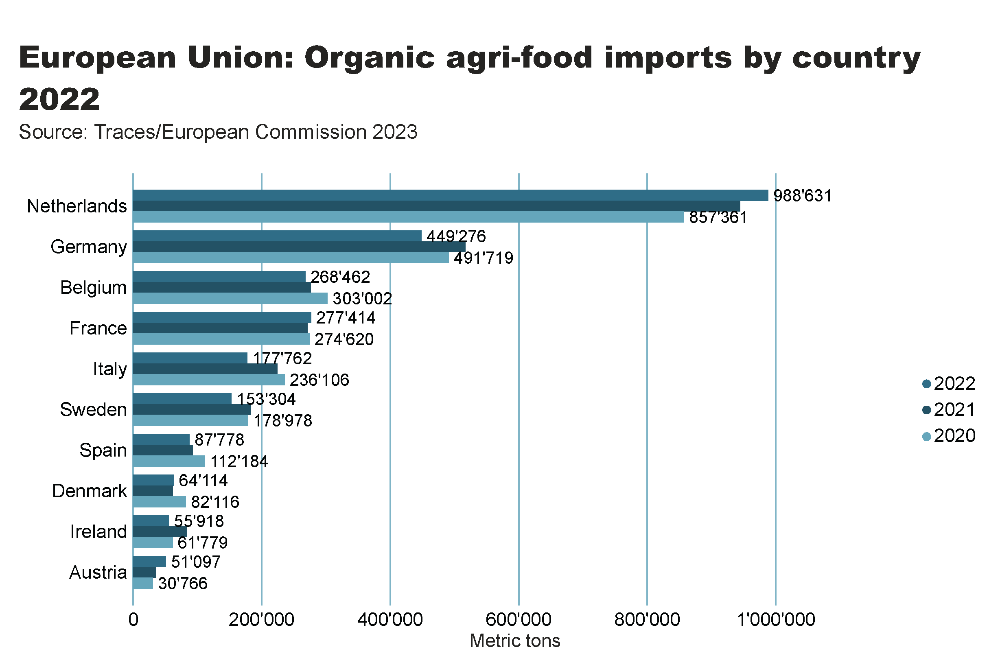 European Union: Organic agri-food imports by country
2022
Source: Traces/European Commission 2023
Netherlands
988'631
857'361
Germany
449'276
491'719
Belgium
268'462
303'002
France
277'414
274'620
Italy
177'762
236'106
Sweden
153'304
178'978
Spain
87'778
112'184
Denmark
64'114
82'116
Ireland
55'918
61'779
Austria
51'097
30'766
2022
2021
2020
0 200'000 400'000 600'000 800'000 1'000'000
Metric tons